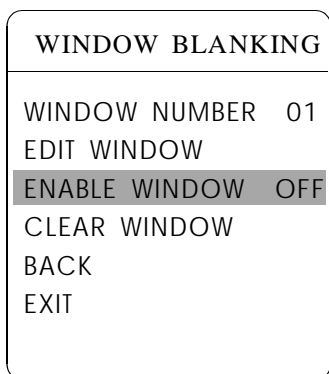 WINDOW BLANKING
WINDOW NUMBER 01
EDIT WINDOW
ENABLE WINDOW OFF
CLEAR WINDOW
BACK
EXIT